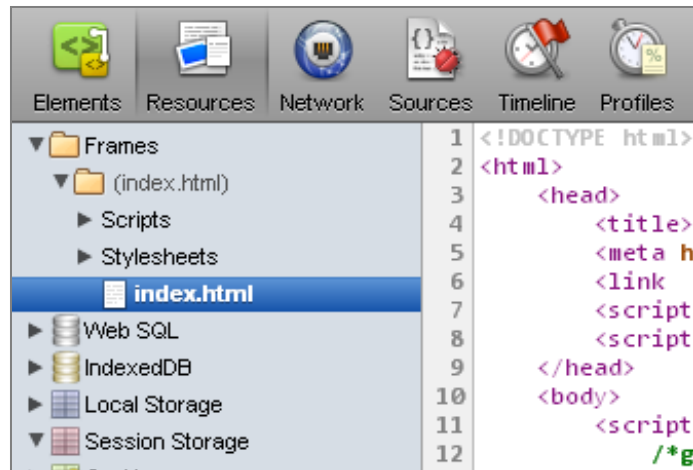 Elements Resources Network Sources Timeline Profiles
Frames
(index.html)
Scripts
Stylesheets
index.html
Web SQL
IndexedDB
Local Storage
Session Storage
1 <!DOCTYPE html>
2 <html>
3 <head>
4 <title>
5 <meta h
6 <link
7 <script
8 <script
9 </head>
10 <body>
11 <script
12 /*g